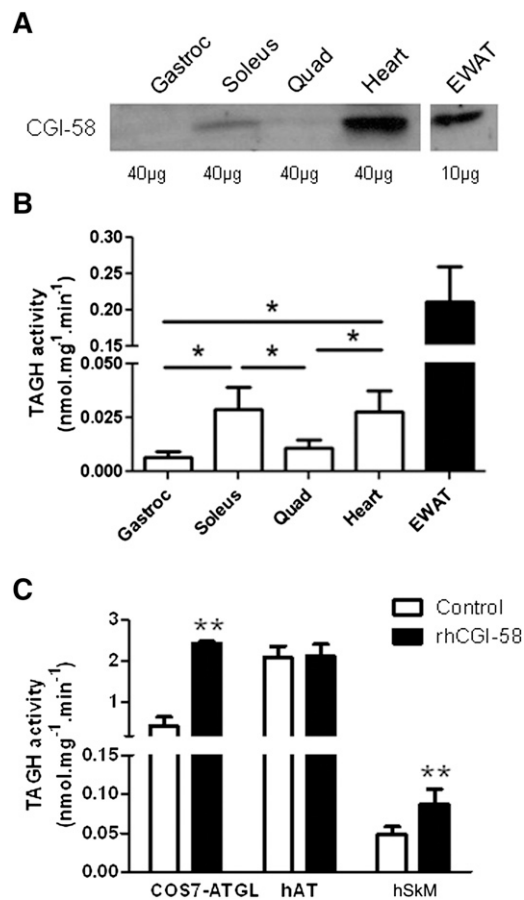 A
Gastroc Soleus Quad Heart EWAT
CGI-58
40µg 40µg 40µg 40µg 10µg
B
TAGH activity
(nmol.mg-1.min-1)
0.30
0.25
0.20
0.15
0.050
0.025
0.000
* 
* * *
Gastroc Soleus Quad Heart EWAT
C
Control
rhCGI-58
TAGH activity
(nmol.mg-1.min-1)
3
2
1
0.15
0.10
0.05
0.00
**
**
COS7-ATGL hAT hSkM